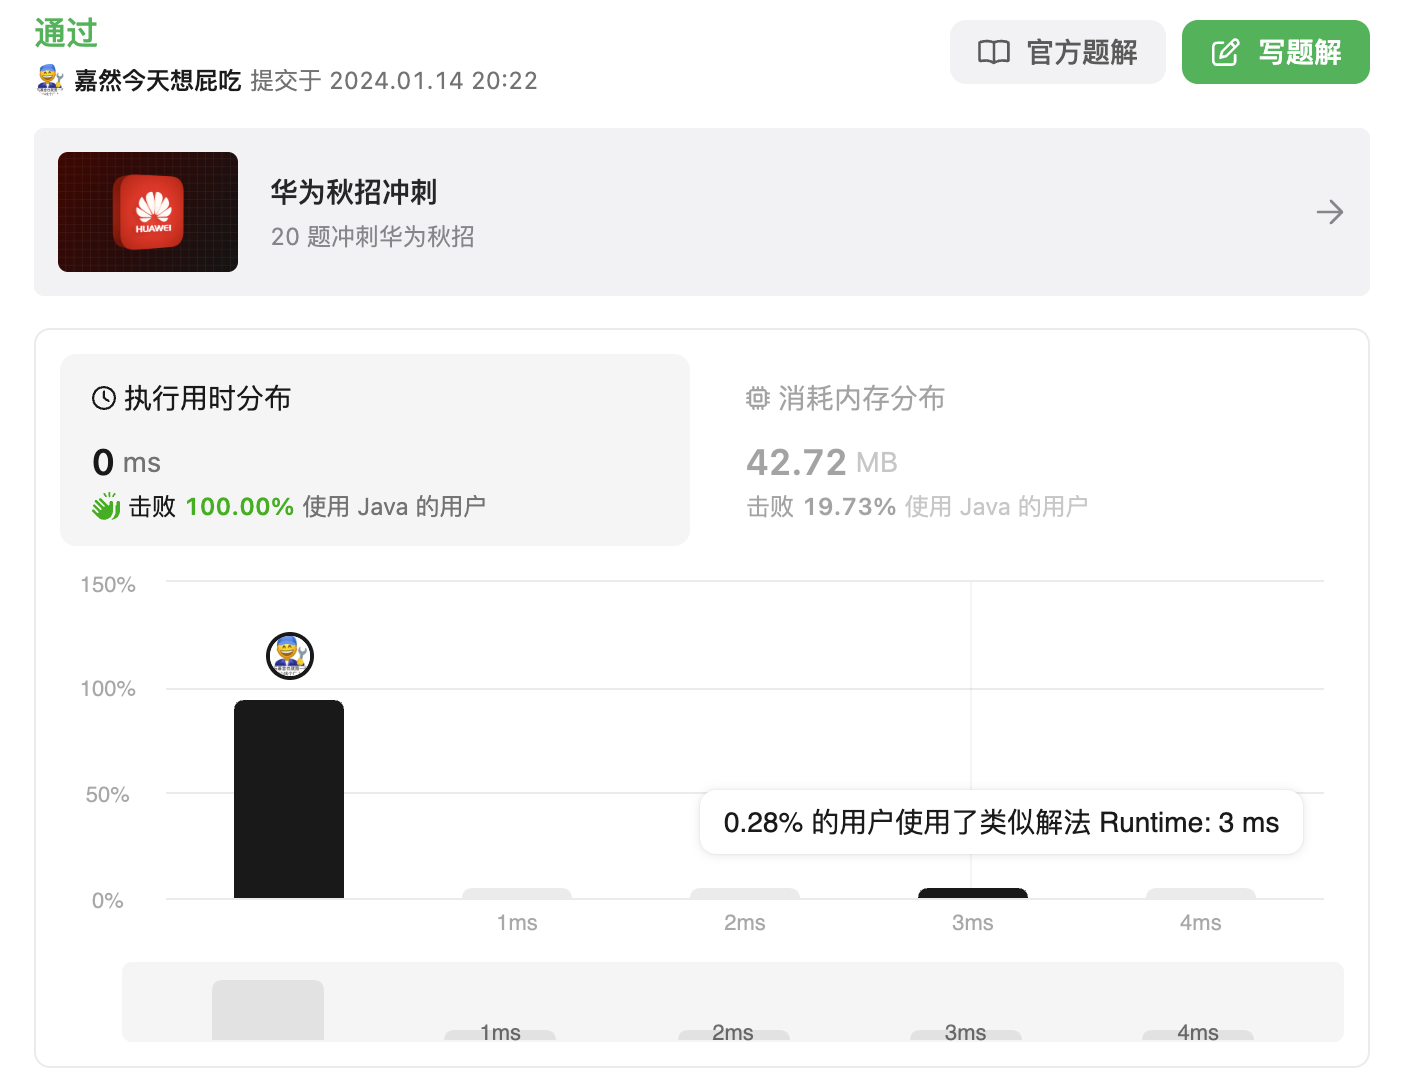 通过
官方题解
写题解
嘉然今天想屁吃 提交于 2024.01.14 20:22
HUAWEI
华为秋招冲刺
20 题冲刺华为秋招
执行用时分布
0 ms
击败 100.00% 使用 Java 的用户
消耗内存分布
42.72 MB
击败 19.73% 使用 Java 的用户
150%
100%
50%
0%
0.28% 的用户使用了类似解法 Runtime: 3 ms
1ms
2ms
3ms
4ms
1ms
2ms
3ms
4ms